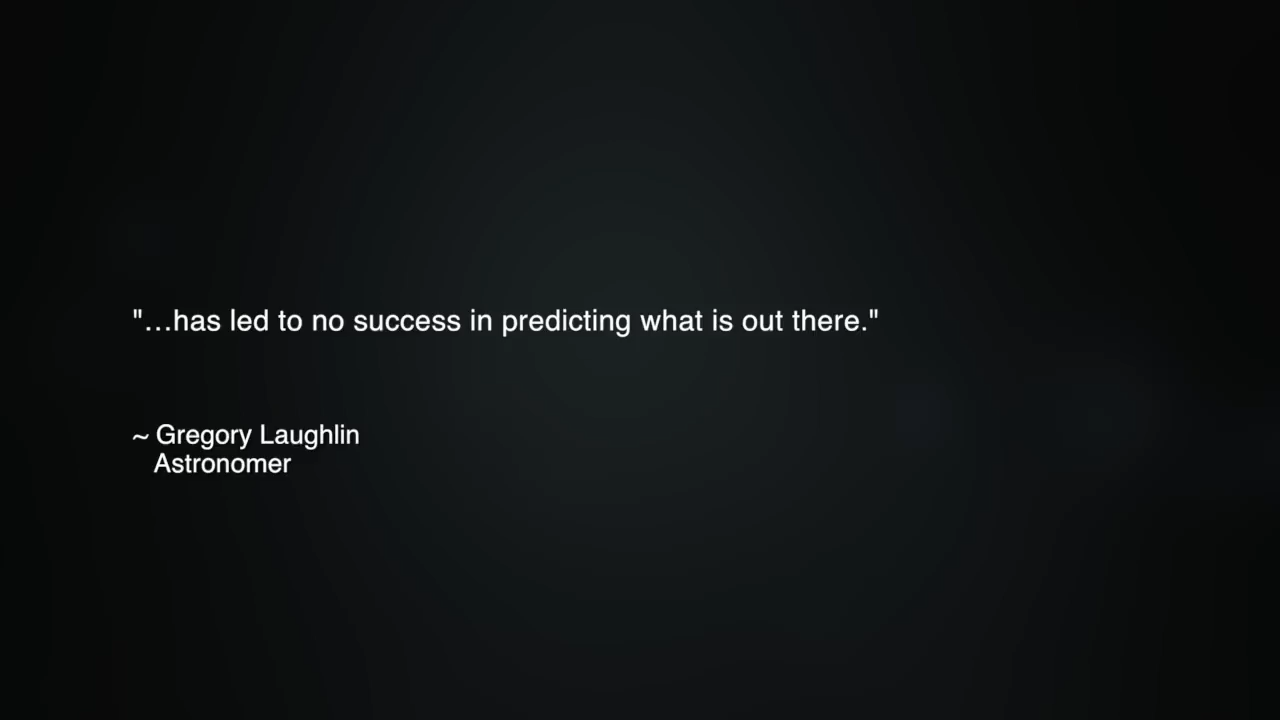 "…has led to no success in predicting what is out there."
~ Gregory Laughlin
Astronomer